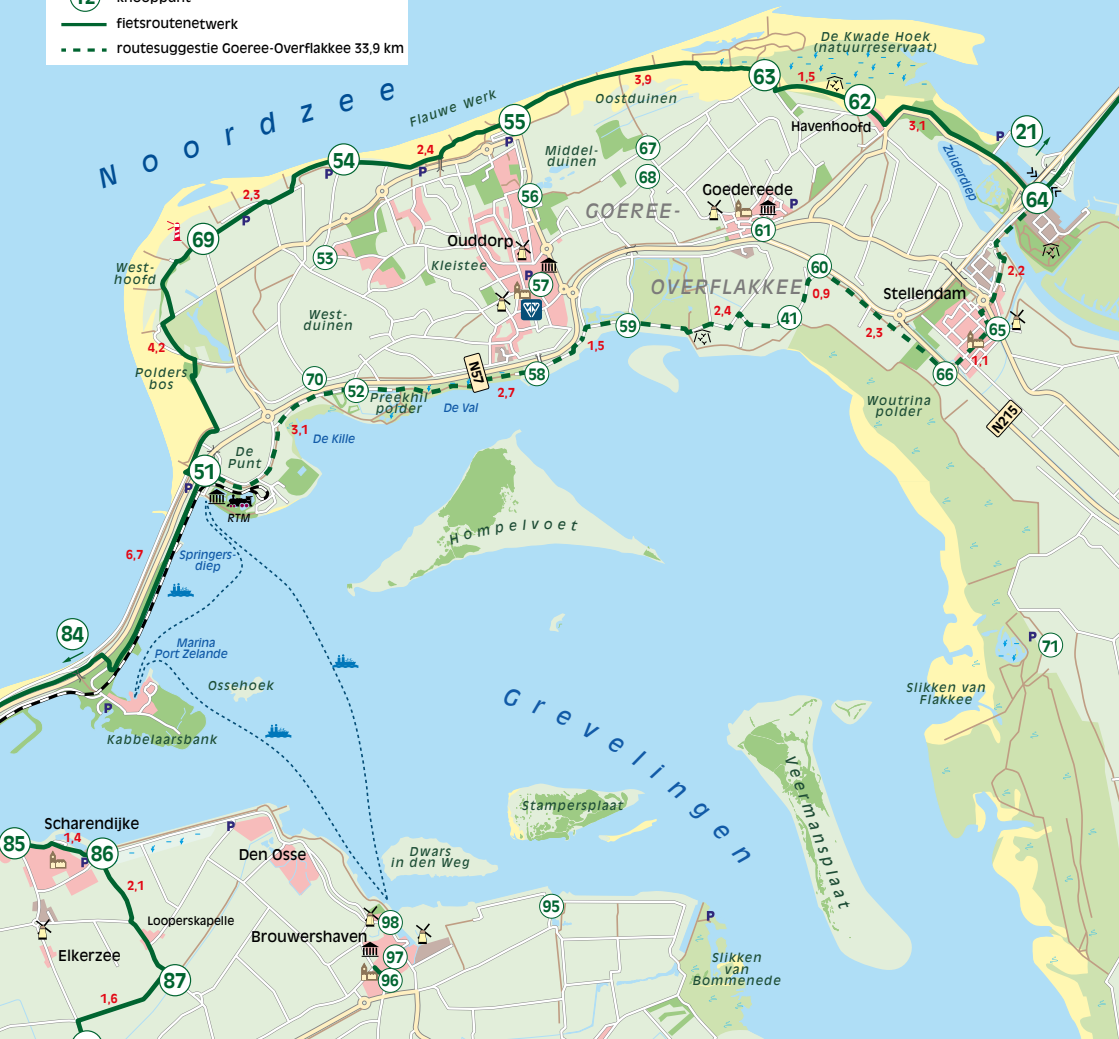 12
knooppunt
fietsroutenetwerk
routesuggestie Goeree-Overflakkee 33,9 km
De Kwade Hoek
(natuurreservaat)
Noordzee
Flauwe Werk
3,9
Oostduinen
63
1,5
62
Havenhoofd
3,1
P
21
55
P
54
P
2,4
P
Middel-
duinen
67
68
Zuiderdiep
64
2,3
P
69
56
GOEREE-
Goedereede
P
61
West-
hoofd
53
Ouddorp
Kleistee
P
57
VVV
OVERFLAKKEE
60
0,9
2,2
Stellendam
West-
duinen
59
2,4
41
2,3
65
1,1
66
4,2
Polders
bos
1,5
N57
58
70
52
Preekhil
polder
De Val
2,7
Woutrina
polder
N215
3,1
De Kille
De
Punt
51
P
RTM
Hompelvoet
6,7
Springers-
diep
84
Marina
Port Zelande
P
71
Ossehoek
Slikken van
Flakkee
P
Kabbelaarsbank
Grevelingen
Veermansplaat
Stampersplaat
Scharendijke
85
1,4
86
P
P
Den Osse
Dwars
in den Weg
2,1
Looperskapelle
98
95
P
Brouwershaven
Elkerzee
97
96
87
Slikken
van
Bommenede
1,6